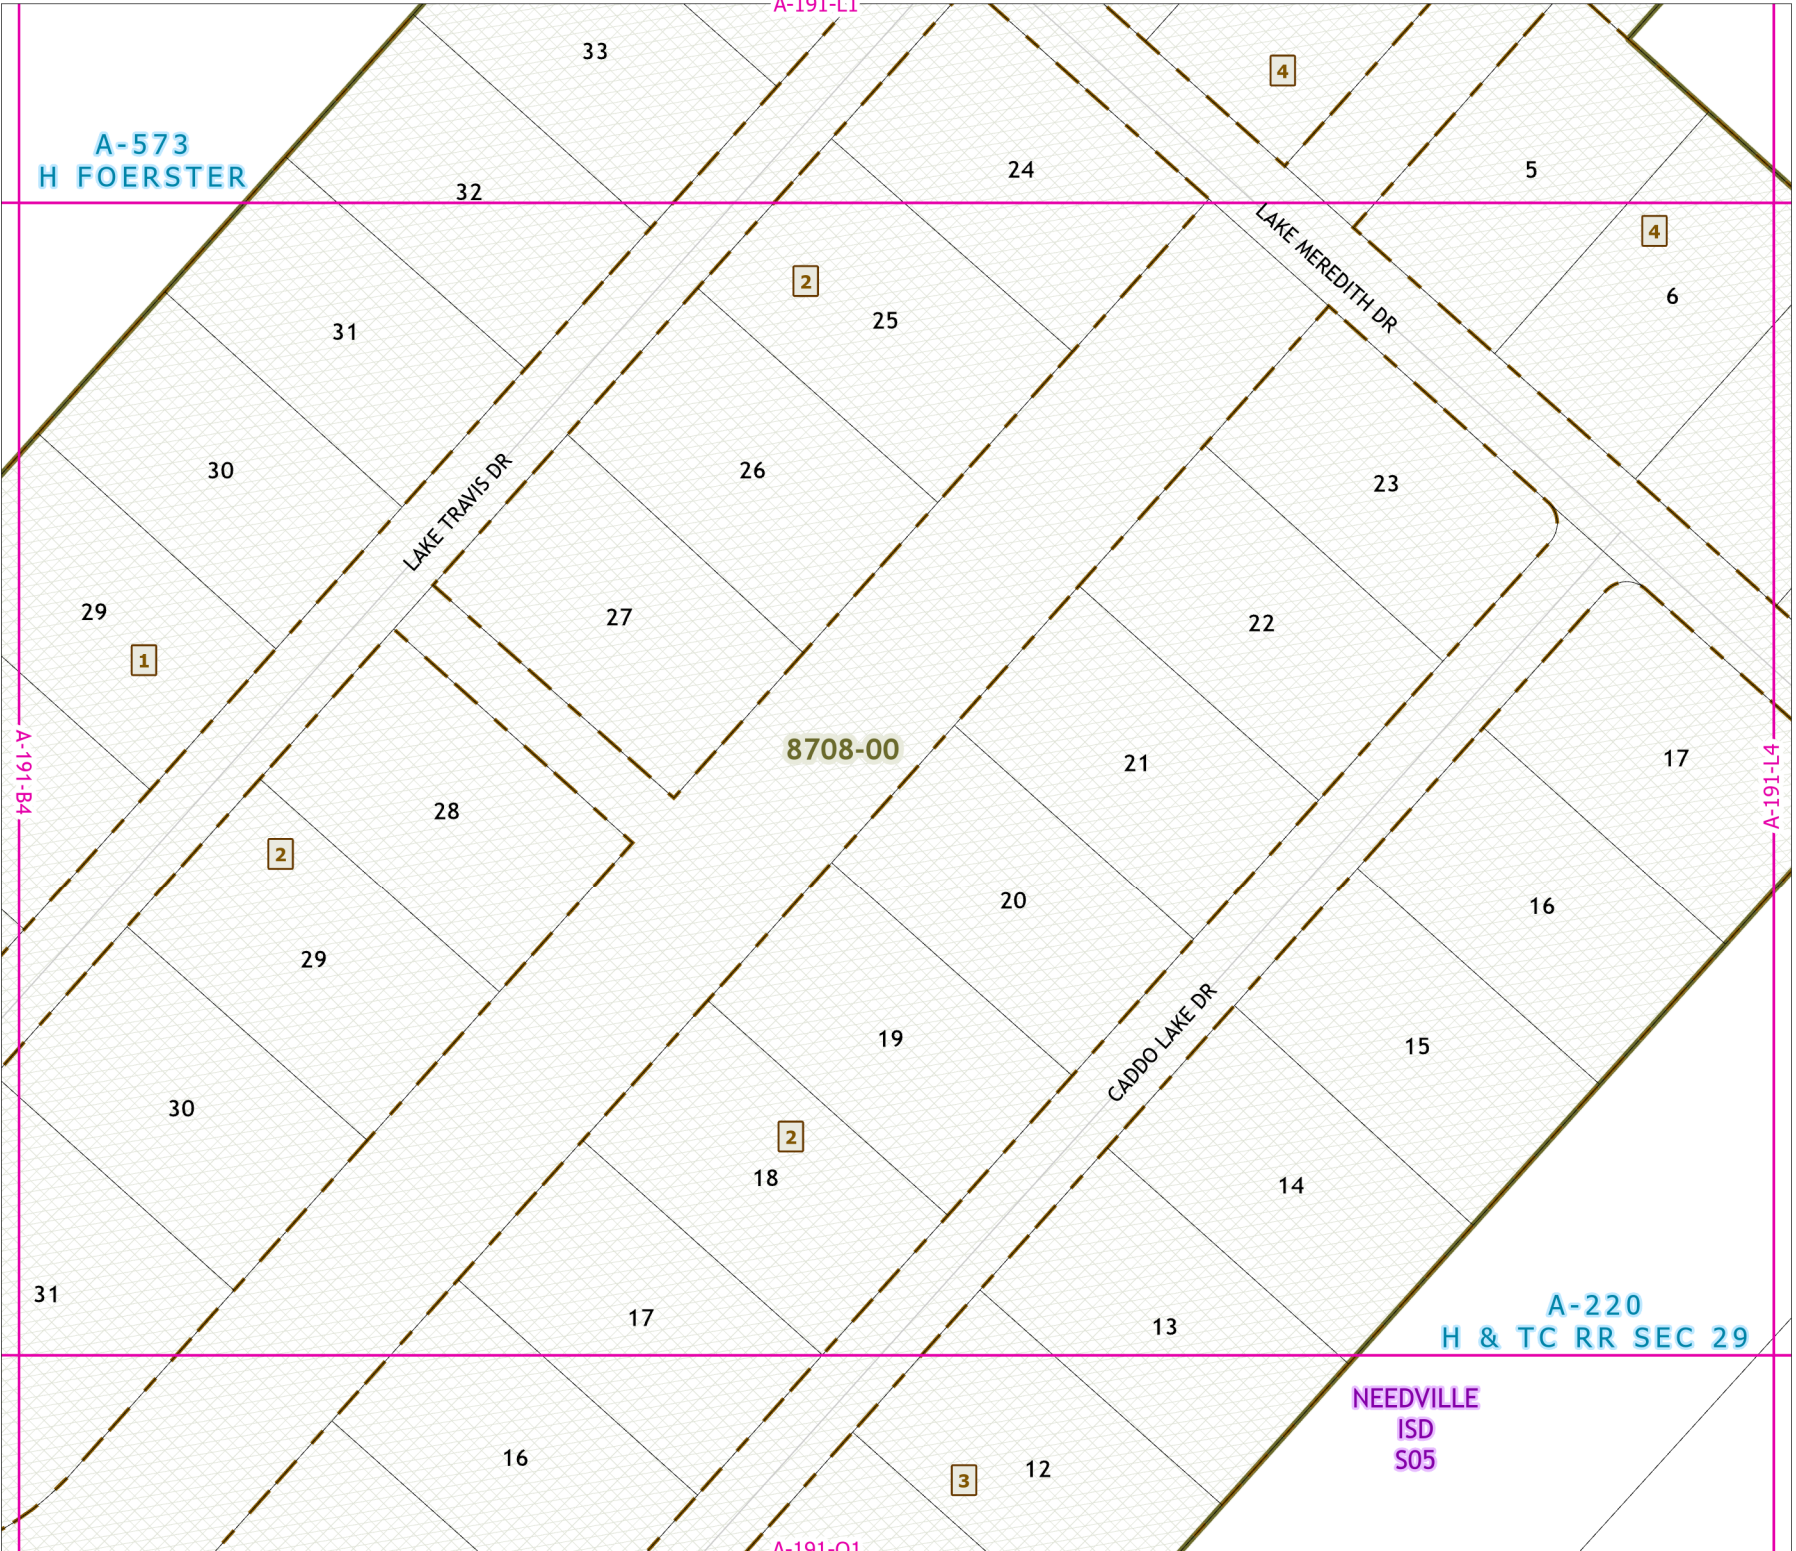 A-191-L1
33
4
A-573
H FOERSTER
32
24
5
LAKE MEREDITH DR
4
2
6
25
31
30
LAKE TRAVIS DR
26
23
29
27
22
1
A-191-B4
8708-00
21
17
A-191-L4
28
2
20
16
29
19
CADDO LAKE DR
15
30
2
18
14
31
17
13
A-220
H & TC RR SEC 29
NEEDVILLE
ISD
S05
16
3
12
A-191-O1